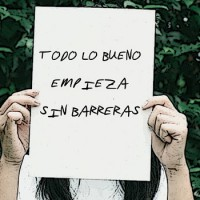 TODO LO BUENO
EMPIEZA
SIN BARRERAS